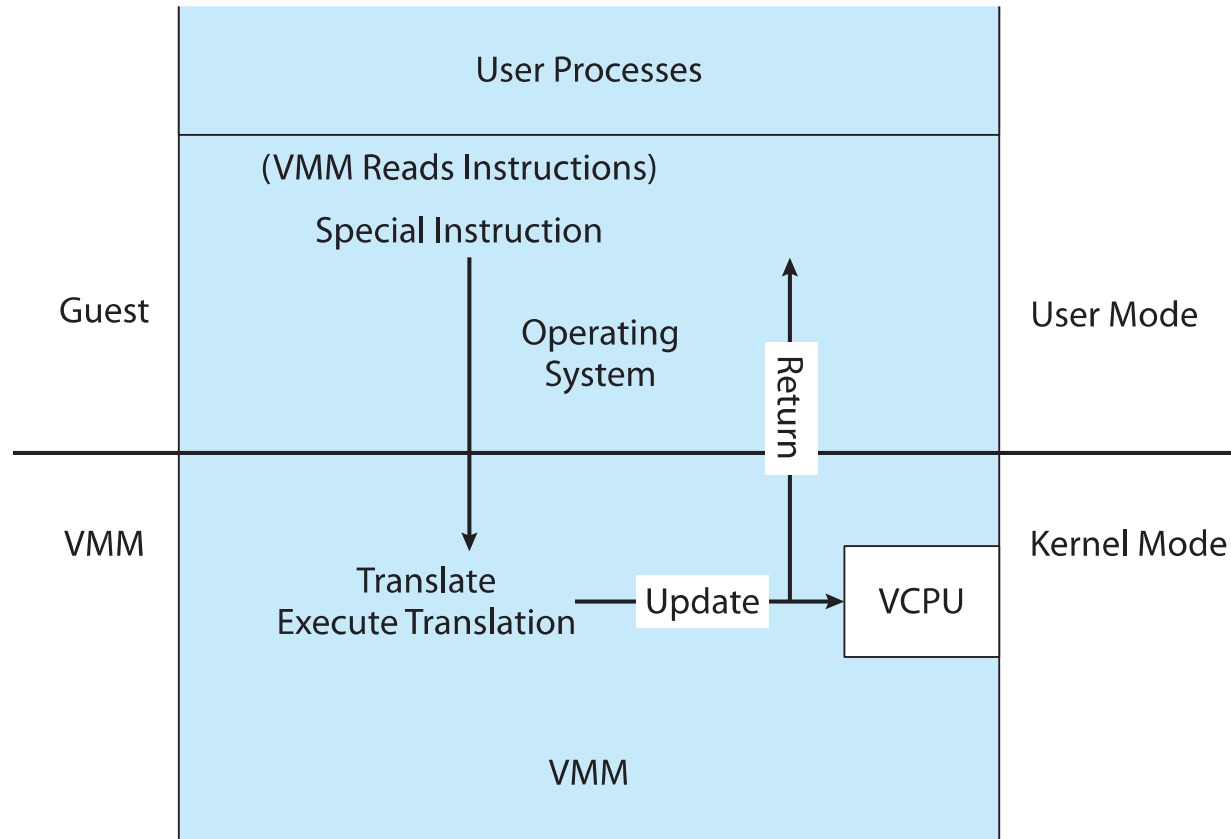 User Processes
(VMM Reads Instructions)
Special Instruction
Guest
Operating
System
Return
User Mode
VMM
Kernel Mode
Translate
Execute Translation
Update
VCPU
VMM